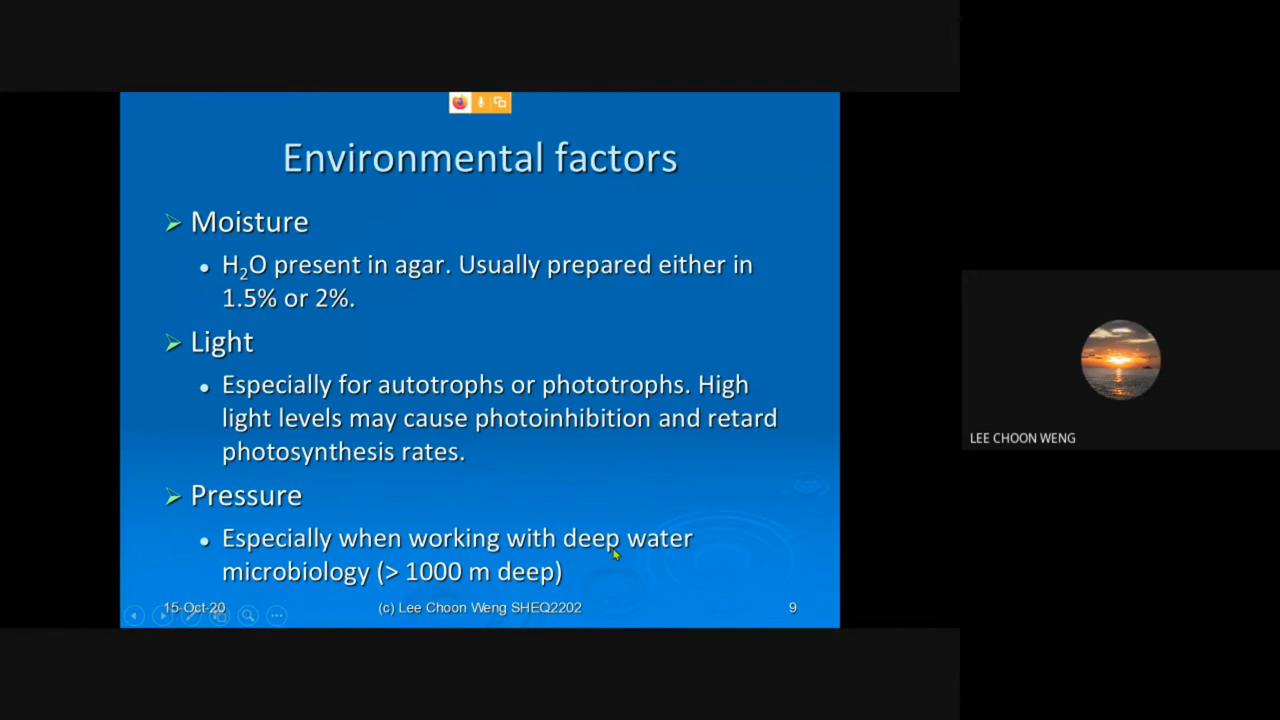 Environmental factors
Moisture
H₂O present in agar. Usually prepared either in
1.5% or 2%.
Light
Especially for autotrophs or phototrophs. High
light levels may cause photoinhibition and retard
photosynthesis rates.
Pressure
Especially when working with deep water
microbiology (> 1000 m deep)
15-Oct-20
(c) Lee Choon Weng SHEQ2202
9
LEE CHOON WENG